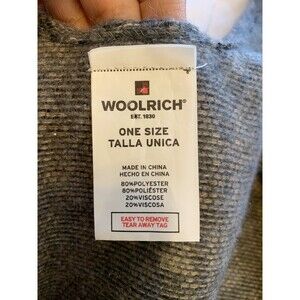 WOOLRICH®
EST. 1830
ONE SIZE
TALLA UNICA
MADE IN CHINA
HECHO EN CHINA
80%POLYESTER
80%POLIÉSTER
20%VISCOSE
20%VISCOSA
EASY TO REMOVE
TEAR AWAY TAG